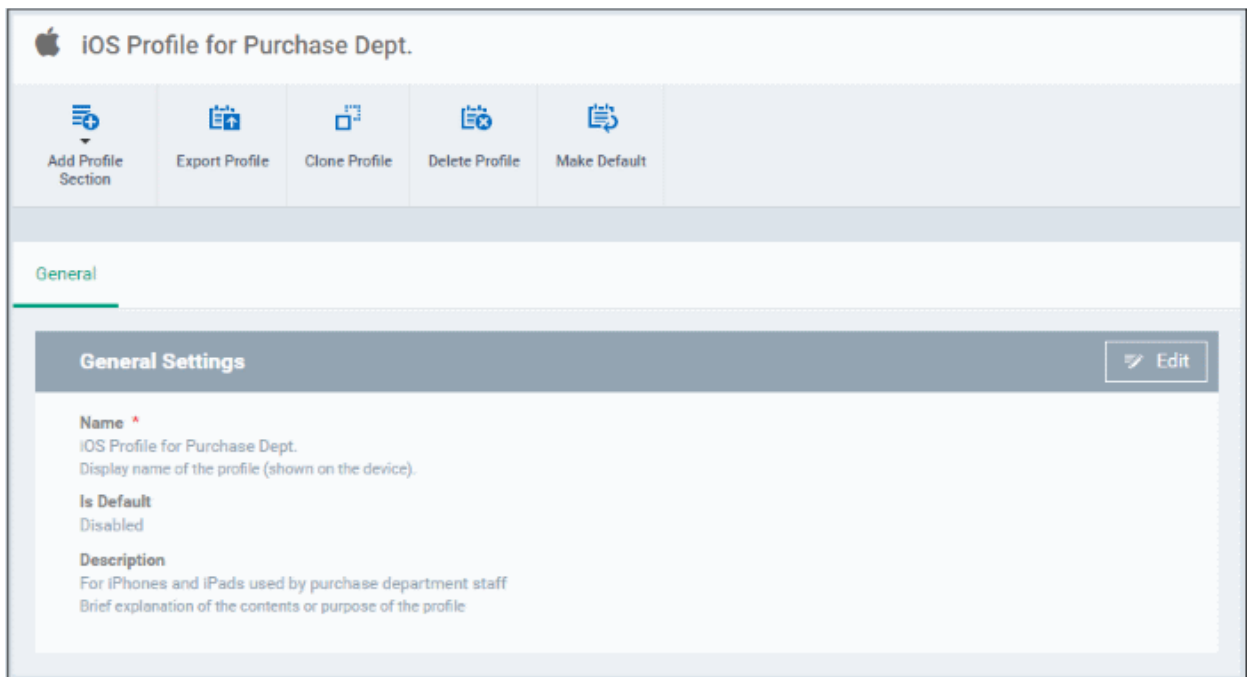 iOS Profile for Purchase Dept.
Add Profile
Section
Export Profile
Clone Profile
Delete Profile
Make Default
General
General Settings
Edit
Name *
iOS Profile for Purchase Dept.
Display name of the profile (shown on the device).
Is Default
Disabled
Description
For iPhones and iPads used by purchase department staff
Brief explanation of the contents or purpose of the profile